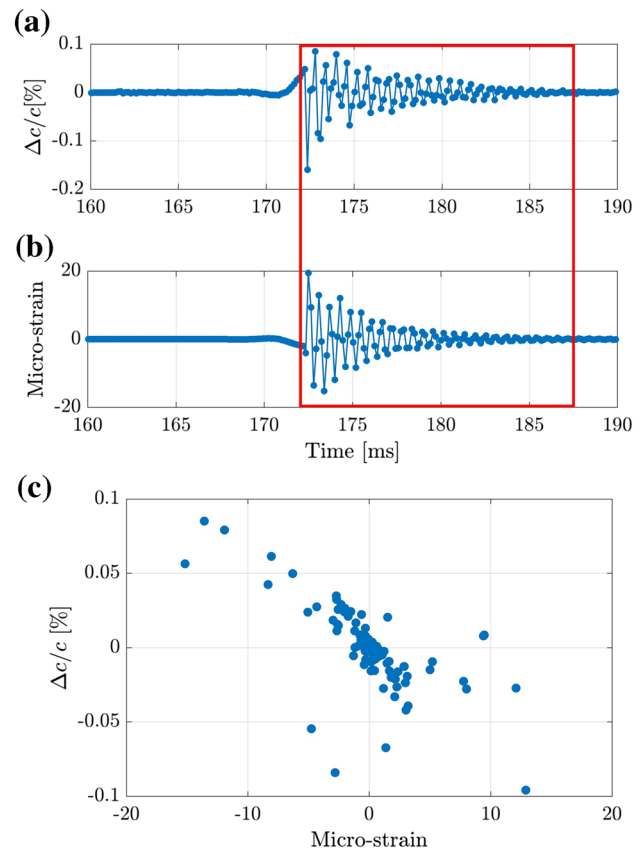 (a)
0.1
0
-0.1
-0.2
Δc/c[%]
160 165 170 175 180 185 190
(b)
20
0
-20
Micro-strain
160 165 170 175 180 185 190
Time [ms]
(c)
0.1
0.05
0
-0.05
-0.1
Δc/c [%]
-20 -10 0 10 20
Micro-strain